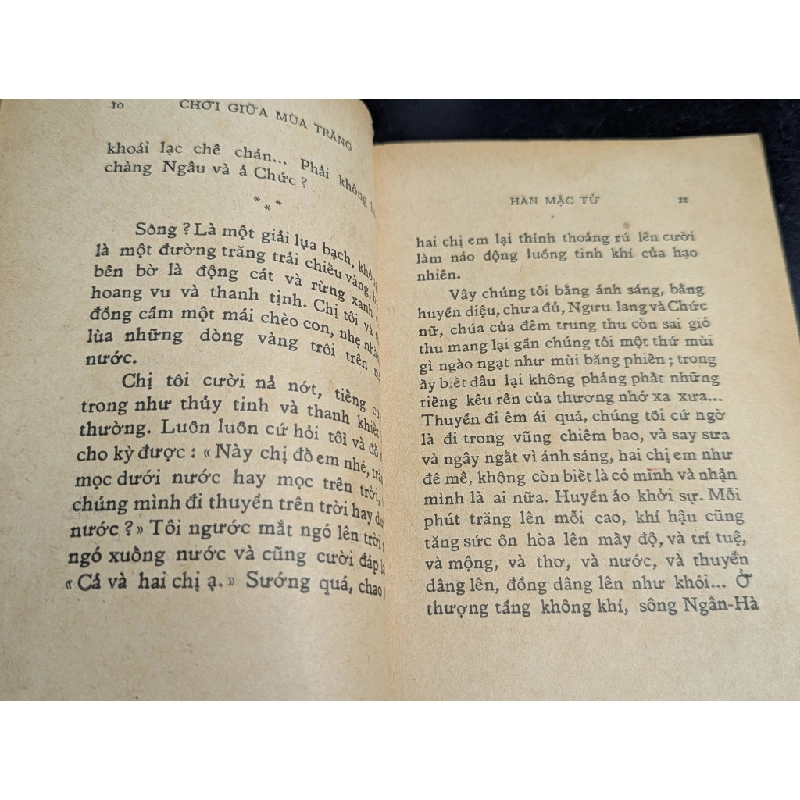 10 CHƠI GIỮA MÙA TRĂNG
khoái lạc chê chán... Phải không
chàng Ngâu và ả Chức ?
* * *
Sông ? Là một giải lụa bạch, không
là một đường trăng trải chiếu vàng,
bên bờ là động cát và rừng xanh
hoang vu và thanh tịnh. Chị tôi và
đồng cầm một mái chèo con, nhẹ
lùa những dòng vàng trôi trên
nước.
Chị tôi cười nả nớt, tiếng
trong như thủy tinh và thanh
thường. Luôn luôn cứ hỏi tôi và
cho kỳ được : « Này chị đố em nhé,
mọc dưới nước hay mọc trên trời,
chúng mình đi thuyền trên trời hay
nước ? » Tôi ngước mắt ngó lên trời
ngó xuống nước và cũng cười đáp
« Cả và hai chị ạ. » Sướng quá, chao
HÀN MẶC TỬ 11
hai chị em lại thỉnh thoảng rú lên cười
làm náo động luồng tinh khí của hạo
nhiên.
Vây chúng tôi bằng ánh sáng, bằng
huyền diệu, chưa đủ, Ngưu lang và Chức
nữ, chúa của đêm trung thu còn sai gió
thu mang lại gần chúng tôi một thứ mùi
gì ngào ngạt như mùi băng phiến ; trong
ấy biết đâu lại không phảng phất những
tiếng kêu rên của thương nhớ xa xưa...
Thuyền đi êm ái quá, chúng tôi cứ ngờ
là đi trong vũng chiêm bao, và say sưa
và ngây ngất vì ánh sáng, hai chị em như
đê mê, không còn biết là có mình và nhận
mình là ai nữa. Huyền ảo khởi sự. Mỗi
phút trăng lên mỗi cao, khí hậu cũng
tăng sức ôn hòa lên mấy độ, và trí tuệ,
và mộng, và thơ, và nước, và thuyền
dâng lên, đồng dâng lên như khói... Ở
thượng tầng không khí, sông Ngân-Hà